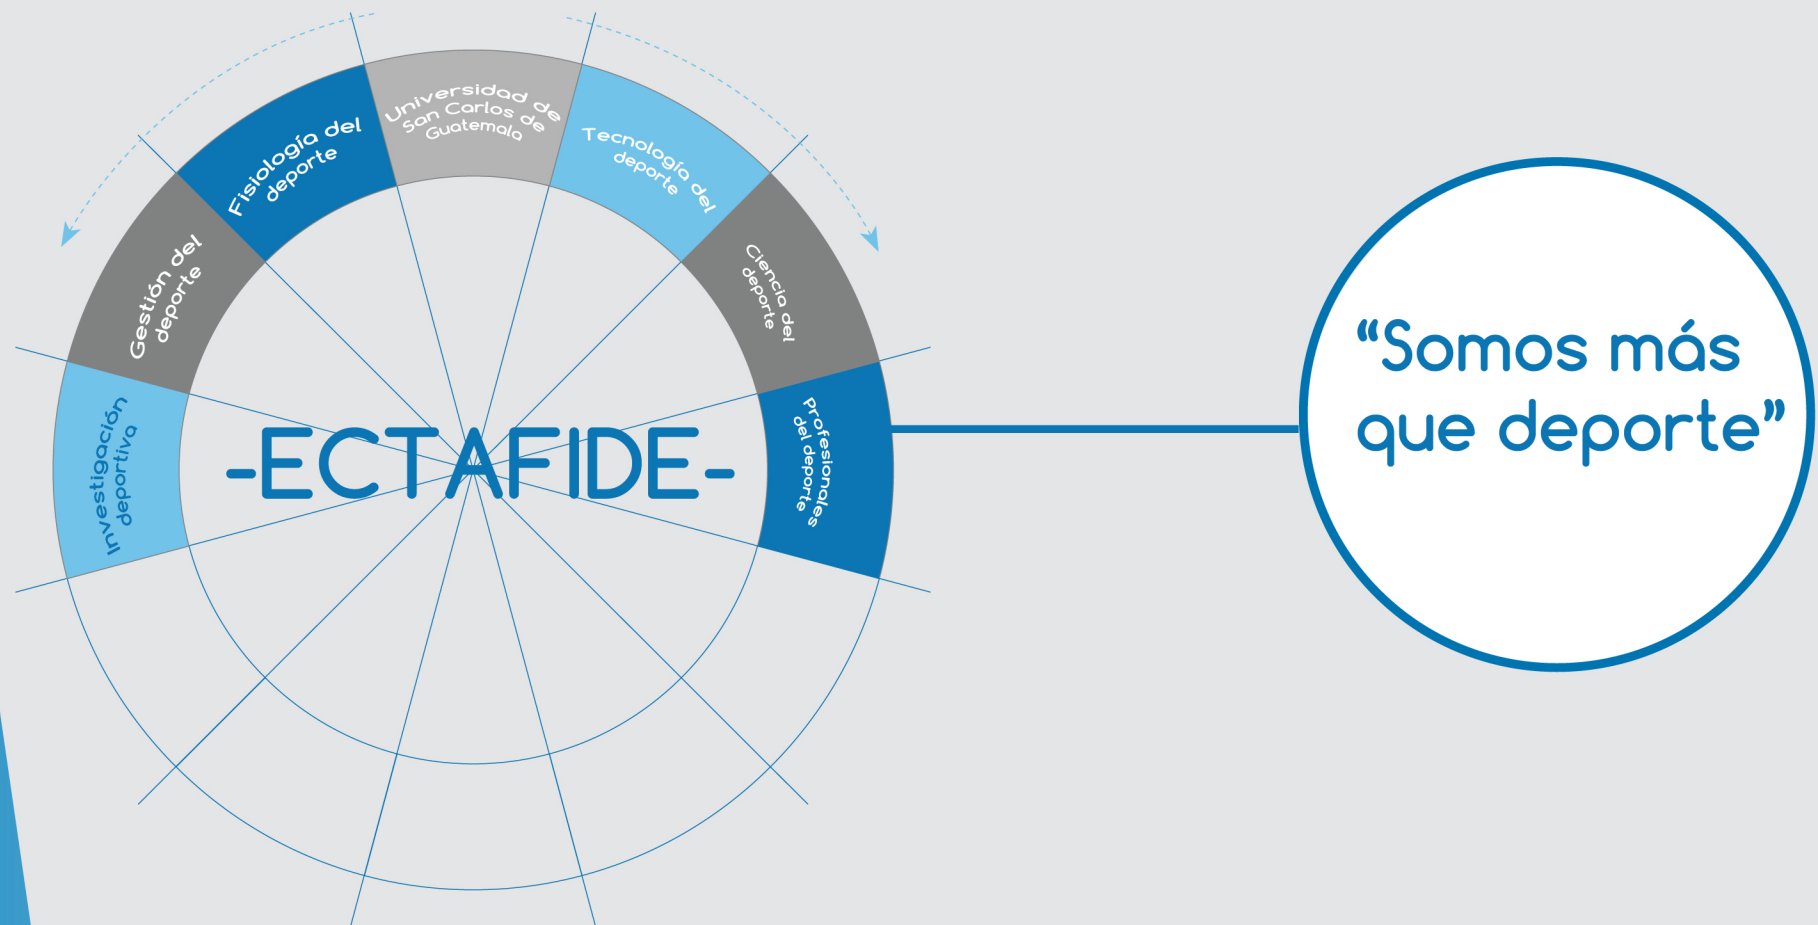 Universidad de
San Carlos de
Guatemala
Fisiología del
deporte
Tecnología del
deporte
Gestión del
deporte
Ciencia del
deporte
Investigación
deportiva
Profesionales
del deporte
-ECTAFIDE-
“Somos más
que deporte”